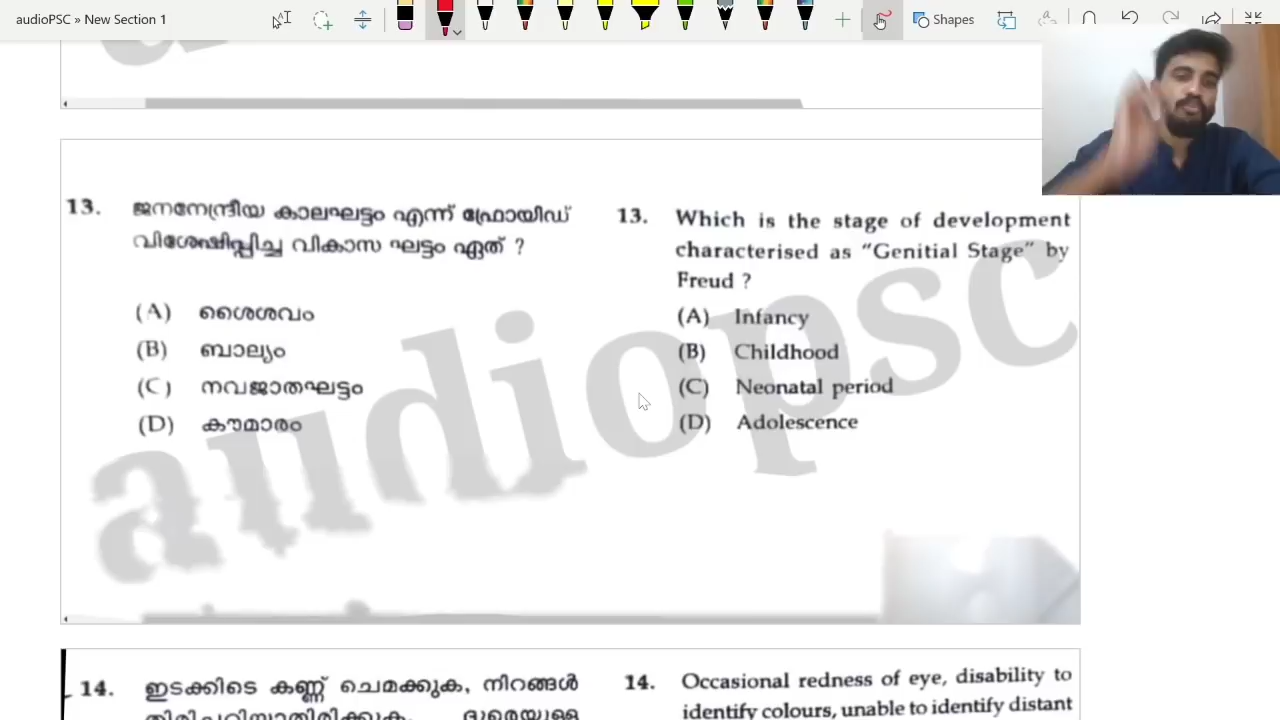 audioPSC » New Section 1
Shapes
13. ജനനേന്ദ്രീയ കാലഘട്ടം എന്ന് ഫ്രോയിഡ്
വിശേഷിപ്പിച്ച വികാസ ഘട്ടം ഏത് ?
(A) ശൈശവം
(B) ബാല്യം
(C) നവജാതഘട്ടം
(D) കൗമാരം
13. Which is the stage of development
characterised as "Genitial Stage" by
Freud ?
(A) Infancy
(B) Childhood
(C) Neonatal period
(D) Adolescence
audiopsc
14. ഇടക്കിടെ കണ്ണ് ചെമക്കുക, നിറങ്ങൾ
തിരിച്ചറിയാതിരിക്കുക, ദൂരെയുള്ള
14. Occasional redness of eye, disability to
identify colours, unable to identify distant